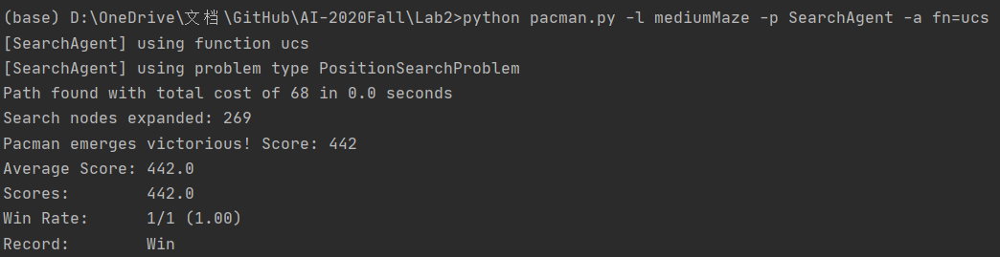 (base) D:\OneDrive\文档\GitHub\AI-2020Fall\Lab2>python pacman.py -l mediumMaze -p SearchAgent -a fn=ucs
[SearchAgent] using function ucs
[SearchAgent] using problem type PositionSearchProblem
Path found with total cost of 68 in 0.0 seconds
Search nodes expanded: 269
Pacman emerges victorious! Score: 442
Average Score: 442.0
Scores:        442.0
Win Rate:      1/1 (1.00)
Record:        Win